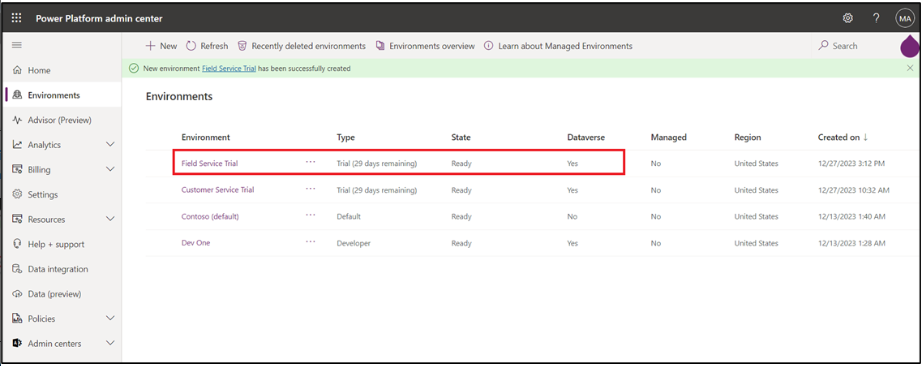 Power Platform admin center
? MA
+ New Refresh Recently deleted environments Environments overview Learn about Managed Environments Search
New environment Field Service Trial has been successfully created
Home
Environments
Advisor (Preview)
Analytics
Billing
Settings
Resources
Help + support
Data integration
Data (preview)
Policies
Admin centers
Environments
Environment Type State Dataverse Managed Region Created on ↓
Field Service Trial ... Trial (29 days remaining) Ready Yes No United States 12/27/2023 3:12 PM
Customer Service Trial ... Trial (29 days remaining) Ready Yes No United States 12/27/2023 10:32 AM
Contoso (default) ... Default Ready No No United States 12/13/2023 1:40 AM
Dev One ... Developer Ready Yes No United States 12/13/2023 1:28 AM